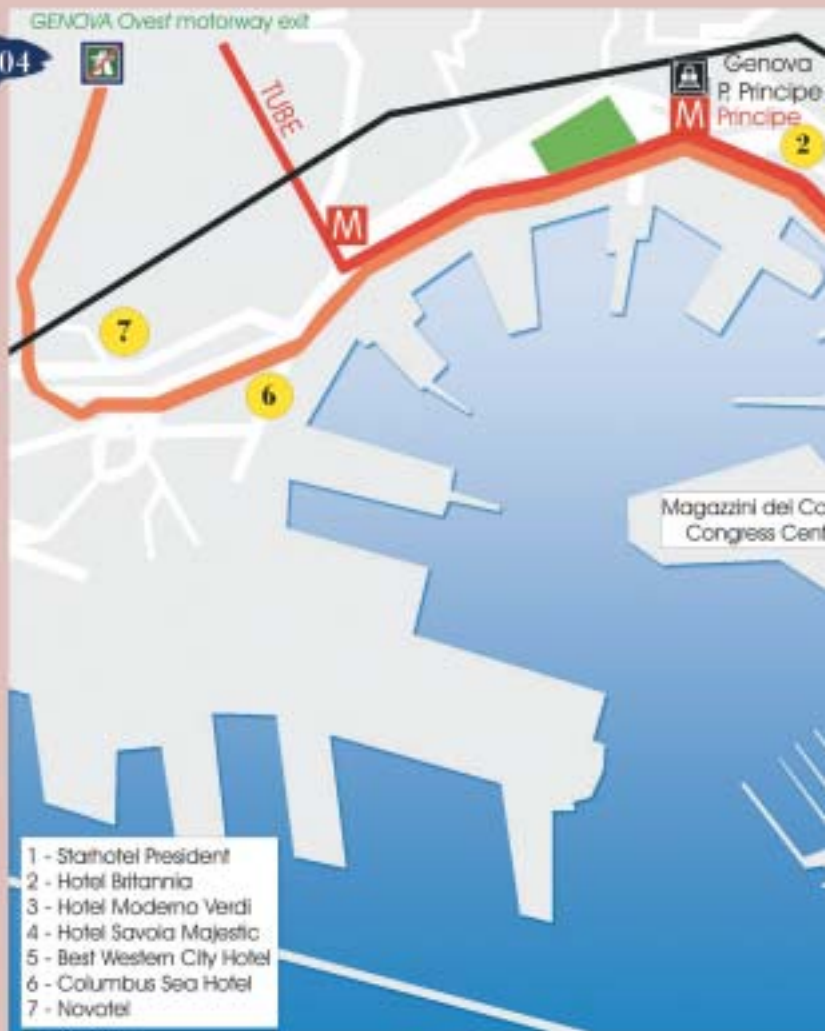 GENOVA Ovest motorway exit
04
TUBE
M
Genova
P. Principe
M Principe
2
7
6
Magazzini del Co
Congress Cent
1 - Starhotel President
2 - Hotel Britannia
3 - Hotel Moderno Verdi
4 - Hotel Savoia Majestic
5 - Best Western City Hotel
6 - Columbus Sea Hotel
7 - Novotel